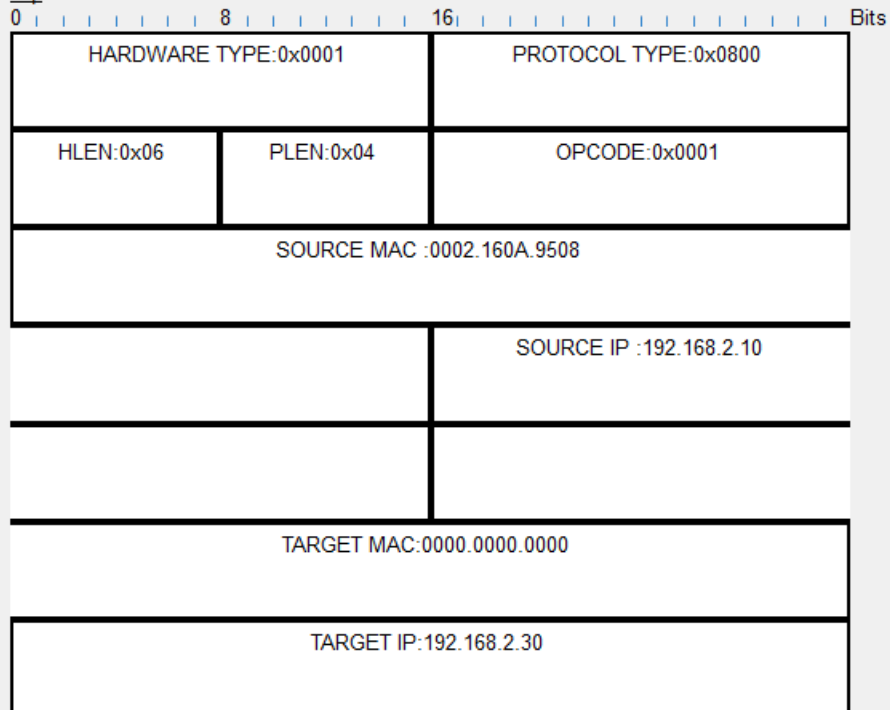 0 8 16 Bits
HARDWARE TYPE:0x0001 PROTOCOL TYPE:0x0800
HLEN:0x06 PLEN:0x04 OPCODE:0x0001
SOURCE MAC :0002.160A.9508
SOURCE IP :192.168.2.10
TARGET MAC:0000.0000.0000
TARGET IP:192.168.2.30